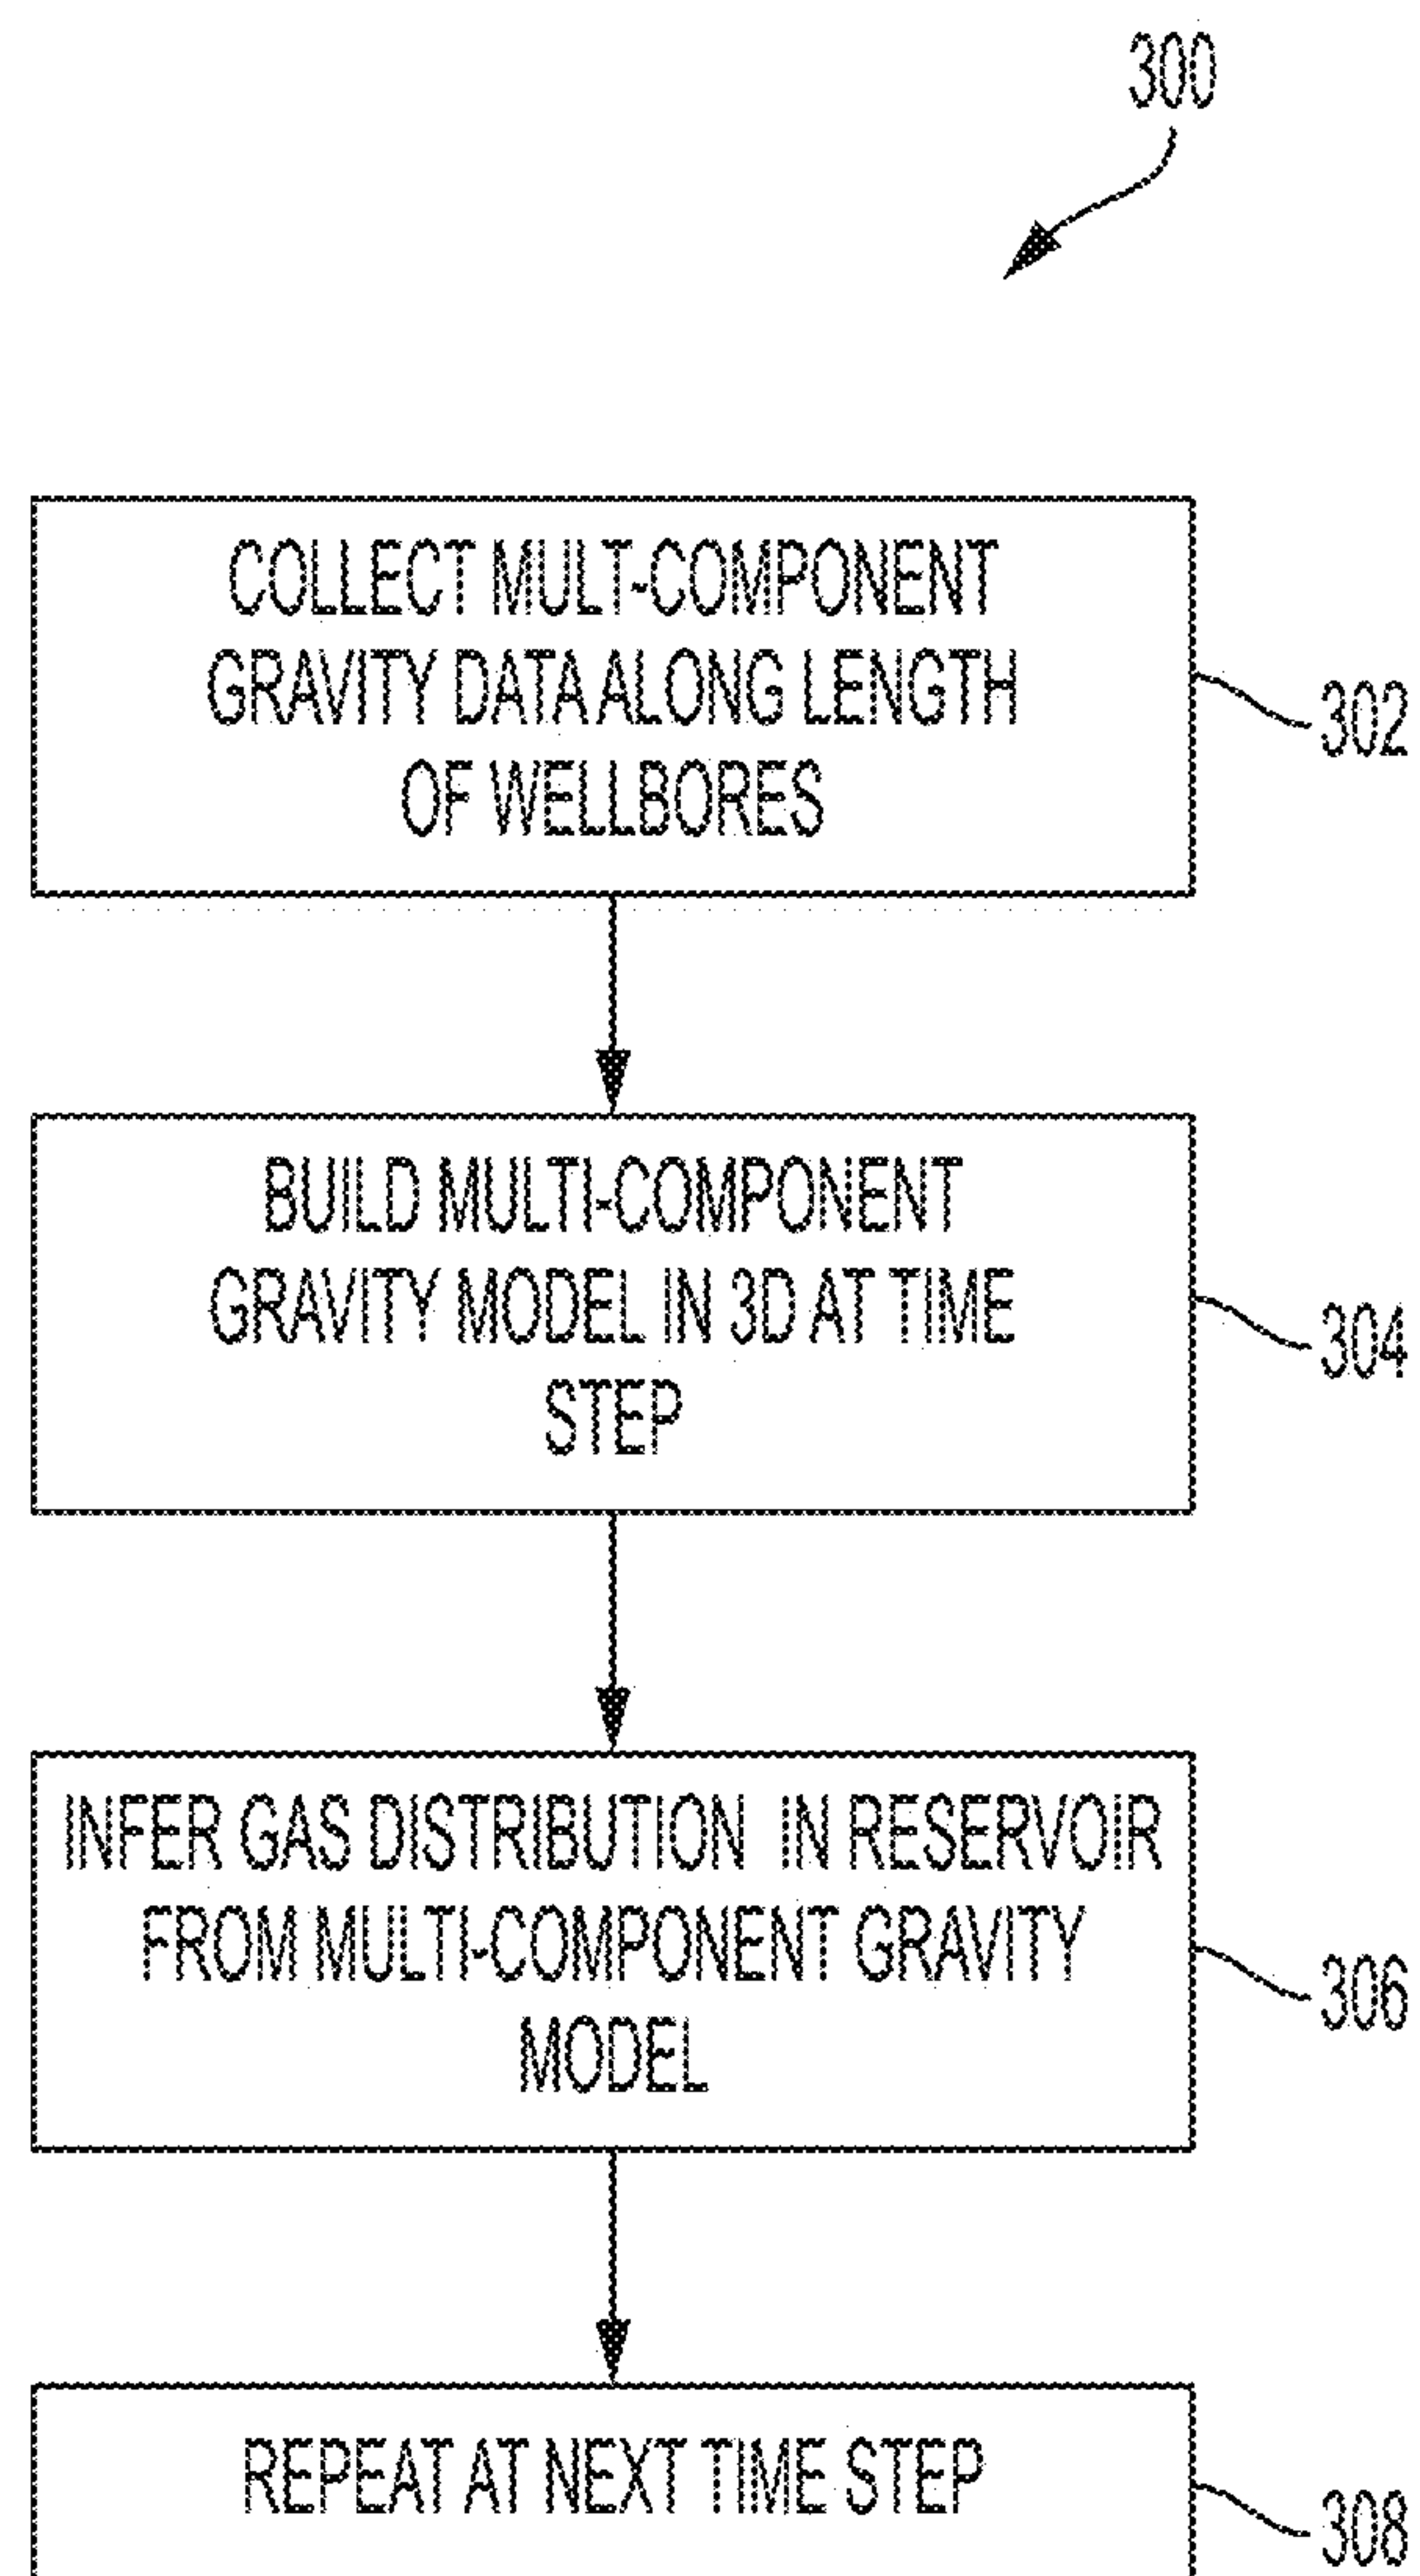 300
COLLECT MULT-COMPONENT
GRAVITY DATA ALONG LENGTH
OF WELLBORES
302
BUILD MULTI-COMPONENT
GRAVITY MODEL IN 3D AT TIME
STEP
304
INFER GAS DISTRIBUTION IN RESERVOIR
FROM MULTI-COMPONENT GRAVITY
MODEL
306
REPEAT AT NEXT TIME STEP
308